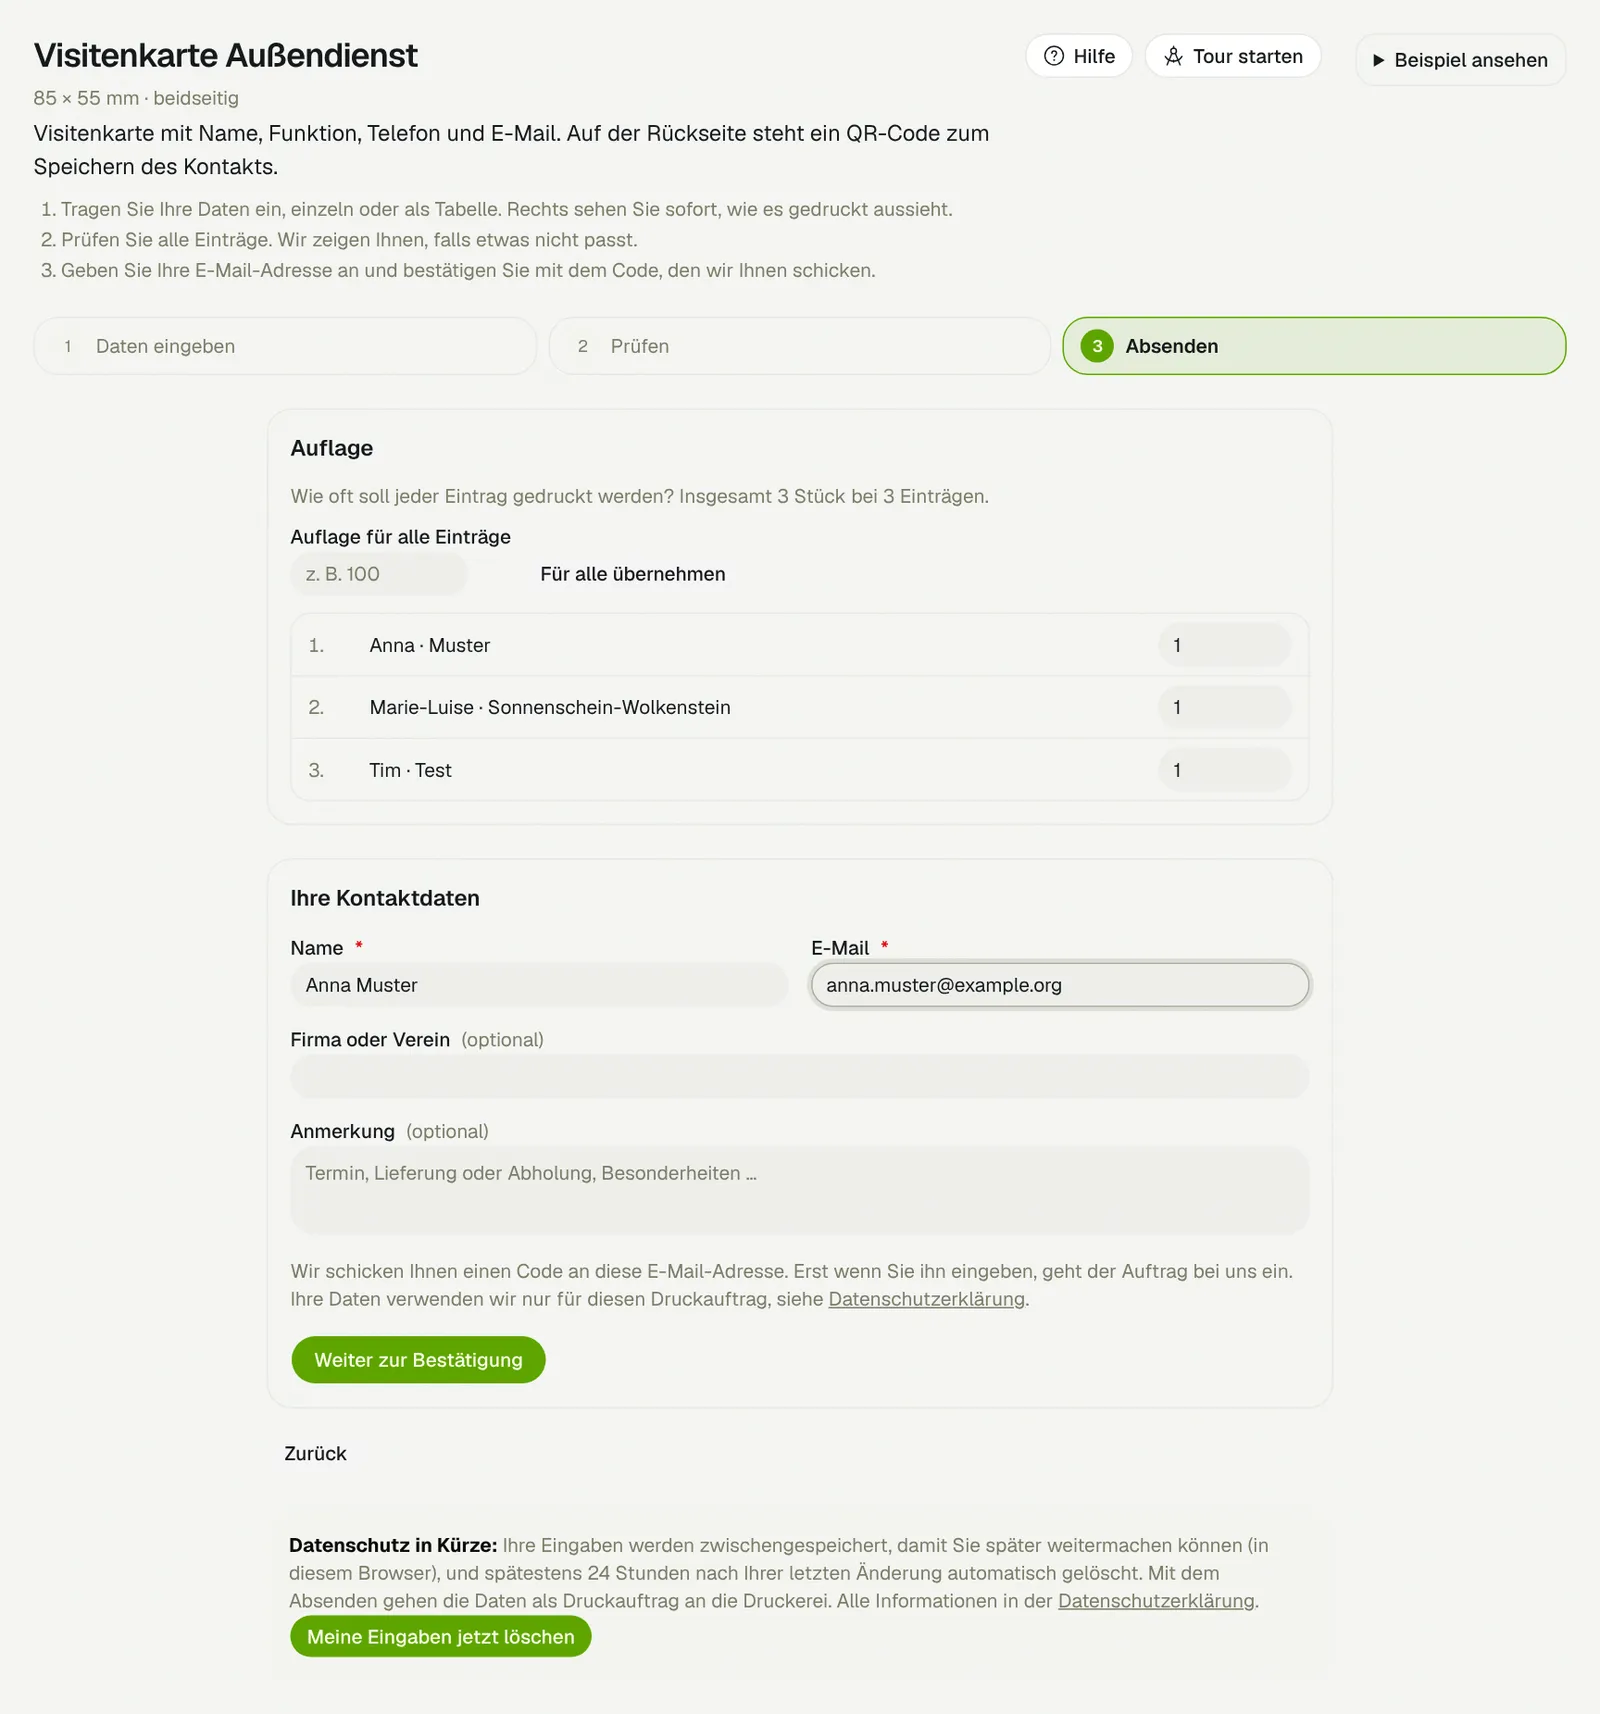 Visitenkarte Außendienst
Hilfe
Tour starten
▶ Beispiel ansehen
85 × 55 mm · beidseitig
Visitenkarte mit Name, Funktion, Telefon und E-Mail. Auf der Rückseite steht ein QR-Code zum
Speichern des Kontakts.
1. Tragen Sie Ihre Daten ein, einzeln oder als Tabelle. Rechts sehen Sie sofort, wie es gedruckt aussieht.
2. Prüfen Sie alle Einträge. Wir zeigen Ihnen, falls etwas nicht passt.
3. Geben Sie Ihre E-Mail-Adresse an und bestätigen Sie mit dem Code, den wir Ihnen schicken.
1 Daten eingeben
2 Prüfen
3 Absenden
Auflage
Wie oft soll jeder Eintrag gedruckt werden? Insgesamt 3 Stück bei 3 Einträgen.
Auflage für alle Einträge
z. B. 100
Für alle übernehmen
1. Anna · Muster 1
2. Marie-Luise · Sonnenschein-Wolkenstein 1
3. Tim · Test 1
Ihre Kontaktdaten
Name *
Anna Muster
E-Mail *
anna.muster@example.org
Firma oder Verein (optional)
Anmerkung (optional)
Termin, Lieferung oder Abholung, Besonderheiten ...
Wir schicken Ihnen einen Code an diese E-Mail-Adresse. Erst wenn Sie ihn eingeben, geht der Auftrag bei uns ein.
Ihre Daten verwenden wir nur für diesen Druckauftrag, siehe Datenschutzerklärung.
Weiter zur Bestätigung
Zurück
Datenschutz in Kürze: Ihre Eingaben werden zwischengespeichert, damit Sie später weitermachen können (in
diesem Browser), und spätestens 24 Stunden nach Ihrer letzten Änderung automatisch gelöscht. Mit dem
Absenden gehen die Daten als Druckauftrag an die Druckerei. Alle Informationen in der Datenschutzerklärung.
Meine Eingaben jetzt löschen